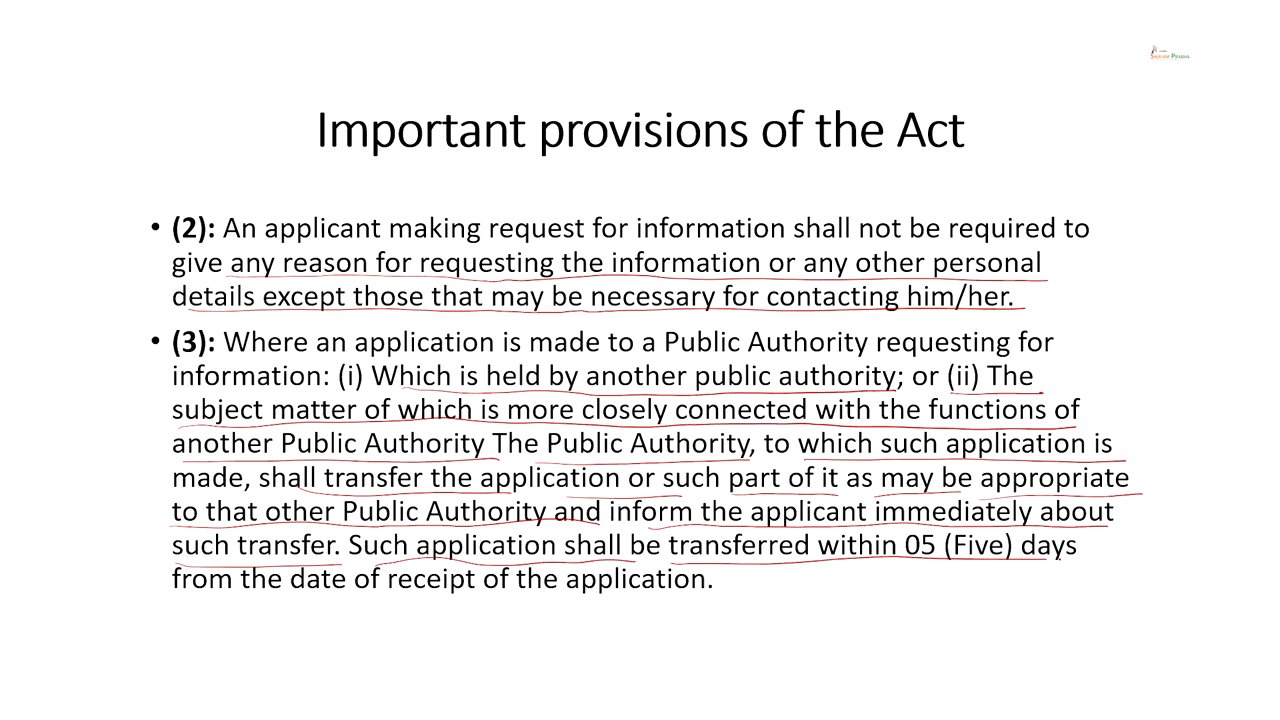 Important provisions of the Act
• (2): An applicant making request for information shall not be required to
give any reason for requesting the information or any other personal
details except those that may be necessary for contacting him/her.
• (3): Where an application is made to a Public Authority requesting for
information: (i) Which is held by another public authority; or (ii) The
subject matter of which is more closely connected with the functions of
another Public Authority The Public Authority, to which such application is
made, shall transfer the application or such part of it as may be appropriate
to that other Public Authority and inform the applicant immediately about
such transfer. Such application shall be transferred within 05 (Five) days
from the date of receipt of the application.